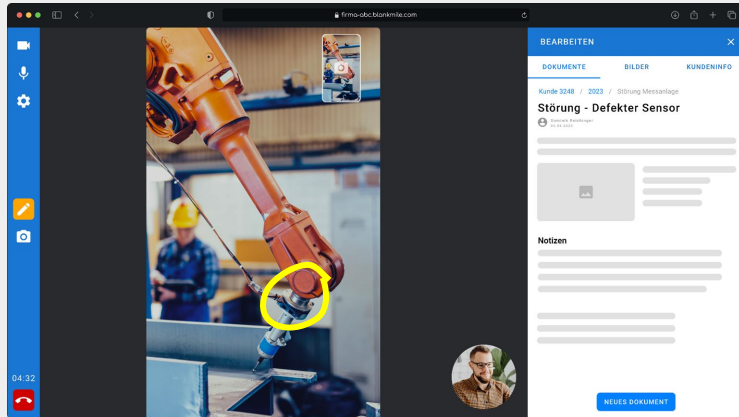 firma-abc.blankmile.com
BEARBEITEN
DOKUMENTE BILDER KUNDENINFO
Kunde 3248 / 2023 / Störung Messanlage
Störung - Defekter Sensor
Notizen
04:32
NEUES DOKUMENT